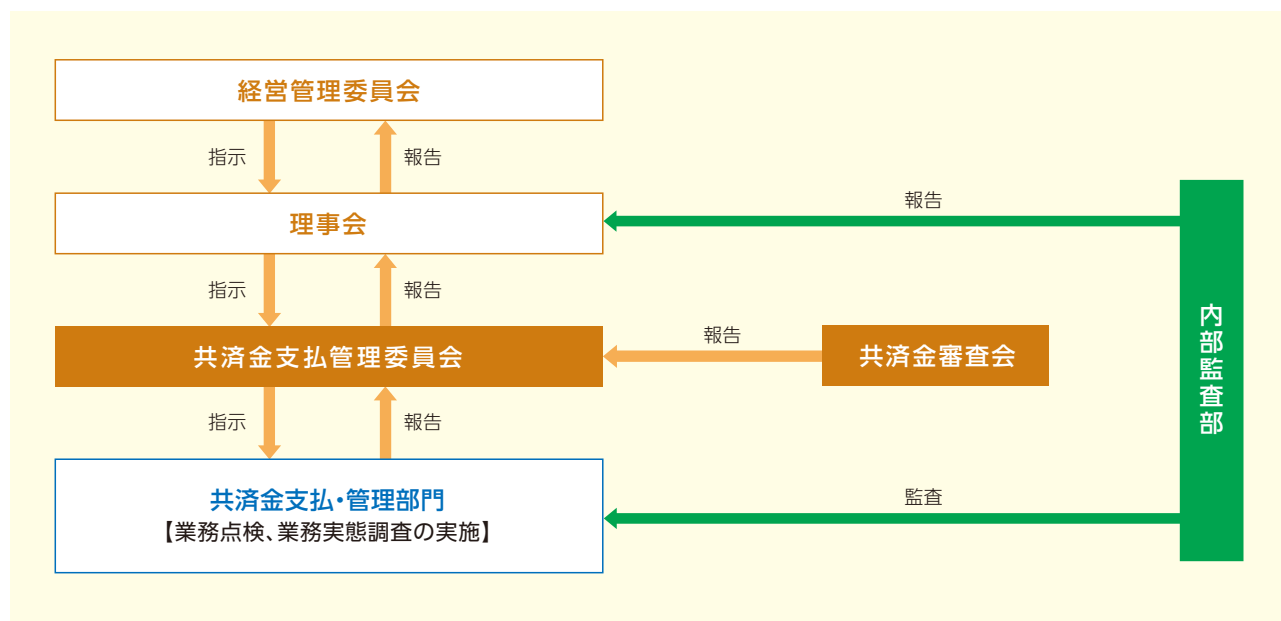 経営管理委員会
指示
報告
理事会
報告
指示
報告
共済金支払管理委員会
報告
共済金審査会
指示
報告
共済金支払・管理部門
【業務点検、業務実態調査の実施】
監査
内部監査部